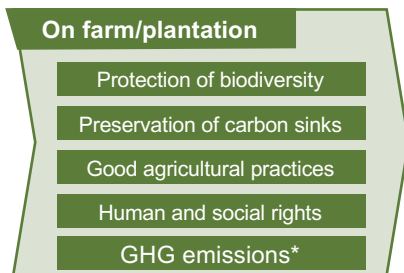 On farm/plantation
Protection of biodiversity
Preservation of carbon sinks
Good agricultural practices
Human and social rights
GHG emissions*